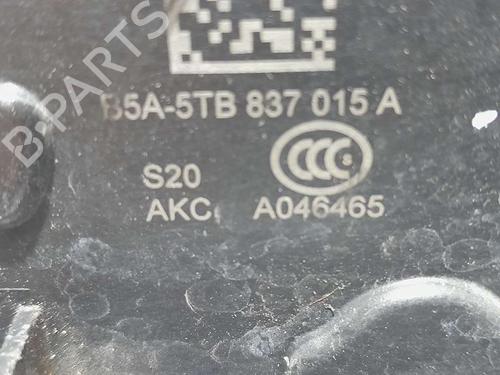 B-PARTS
B5A-5TB 837 015 A
CCC S
S20
AKC A046465